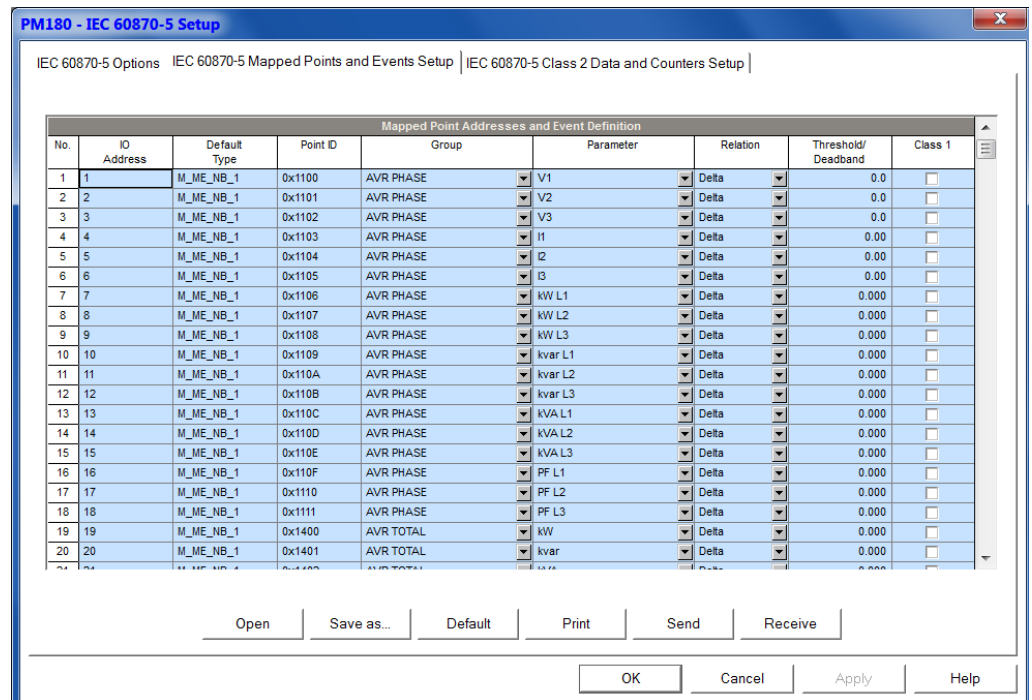 PM180 - IEC 60870-5 Setup
IEC 60870-5 Options IEC 60870-5 Mapped Points and Events Setup IEC 60870-5 Class 2 Data and Counters Setup
Mapped Point Addresses and Event Definition
No. IO Address Default Type Point ID Group Parameter Relation Threshold/ Deadband Class 1
1 1 M_ME_NB_1 0x1100 AVR PHASE V1 Delta 0.0
2 2 M_ME_NB_1 0x1101 AVR PHASE V2 Delta 0.0
3 3 M_ME_NB_1 0x1102 AVR PHASE V3 Delta 0.0
4 4 M_ME_NB_1 0x1103 AVR PHASE I1 Delta 0.00
5 5 M_ME_NB_1 0x1104 AVR PHASE I2 Delta 0.00
6 6 M_ME_NB_1 0x1105 AVR PHASE I3 Delta 0.00
7 7 M_ME_NB_1 0x1106 AVR PHASE kW L1 Delta 0.000
8 8 M_ME_NB_1 0x1107 AVR PHASE kW L2 Delta 0.000
9 9 M_ME_NB_1 0x1108 AVR PHASE kW L3 Delta 0.000
10 10 M_ME_NB_1 0x1109 AVR PHASE kvar L1 Delta 0.000
11 11 M_ME_NB_1 0x110A AVR PHASE kvar L2 Delta 0.000
12 12 M_ME_NB_1 0x110B AVR PHASE kvar L3 Delta 0.000
13 13 M_ME_NB_1 0x110C AVR PHASE kVA L1 Delta 0.000
14 14 M_ME_NB_1 0x110D AVR PHASE kVA L2 Delta 0.000
15 15 M_ME_NB_1 0x110E AVR PHASE kVA L3 Delta 0.000
16 16 M_ME_NB_1 0x110F AVR PHASE PF L1 Delta 0.000
17 17 M_ME_NB_1 0x1110 AVR PHASE PF L2 Delta 0.000
18 18 M_ME_NB_1 0x1111 AVR PHASE PF L3 Delta 0.000
19 19 M_ME_NB_1 0x1400 AVR TOTAL kW Delta 0.000
20 20 M_ME_NB_1 0x1401 AVR TOTAL kvar Delta 0.000
Open Save as... Default Print Send Receive
OK Cancel Apply Help